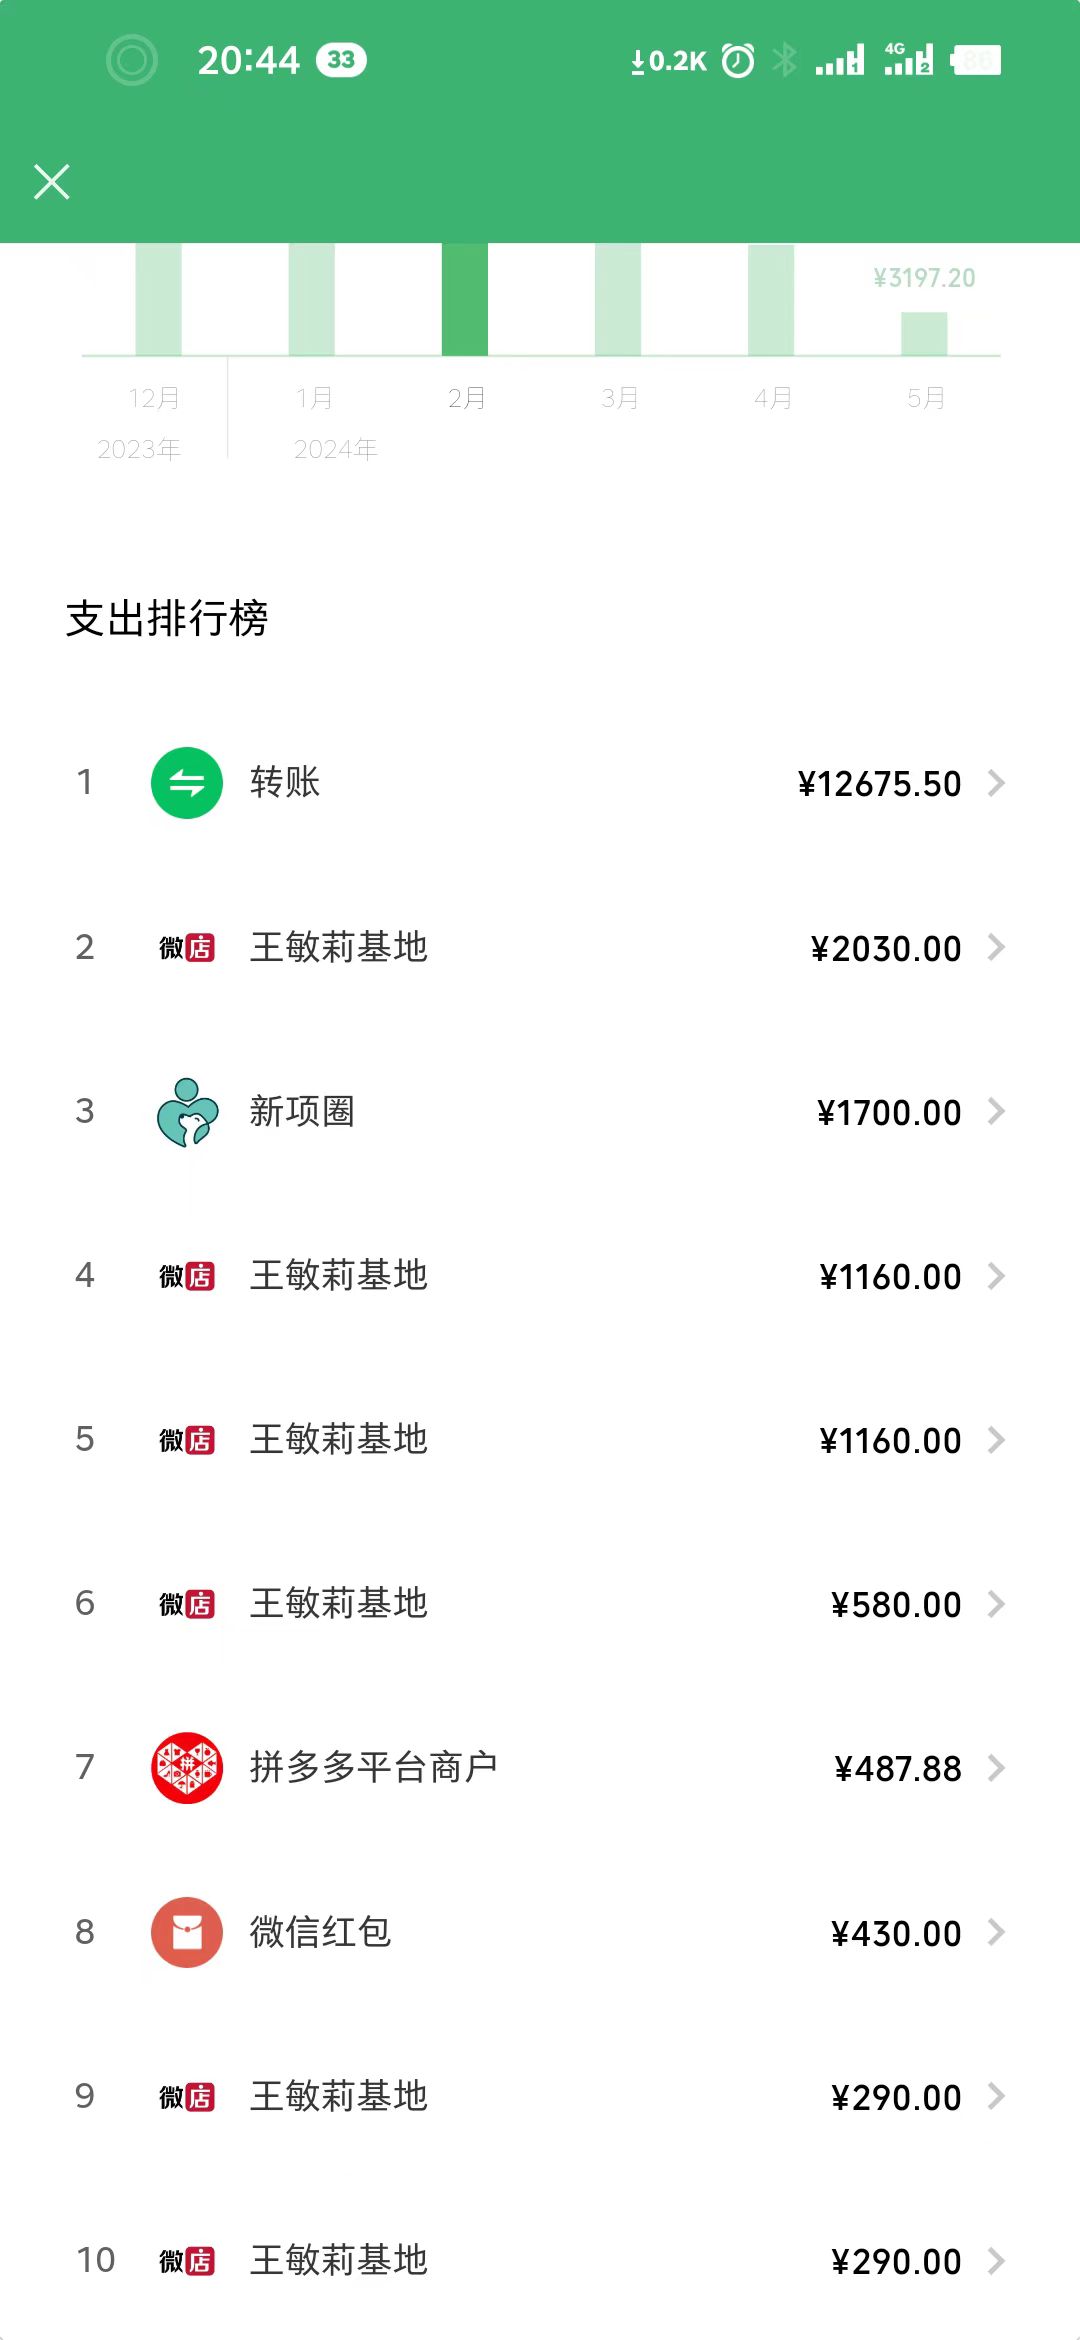 20:44 33 0.2K 4G 86
¥3197.20
12月 1月 2月 3月 4月 5月
2023年 2024年
支出排行榜
1 转账 ¥12675.50
2 微店 王敏莉基地 ¥2030.00
3 新项圈 ¥1700.00
4 微店 王敏莉基地 ¥1160.00
5 微店 王敏莉基地 ¥1160.00
6 微店 王敏莉基地 ¥580.00
7 拼 拼多多平台商户 ¥487.88
8 微信红包 ¥430.00
9 微店 王敏莉基地 ¥290.00
10 微店 王敏莉基地 ¥290.00